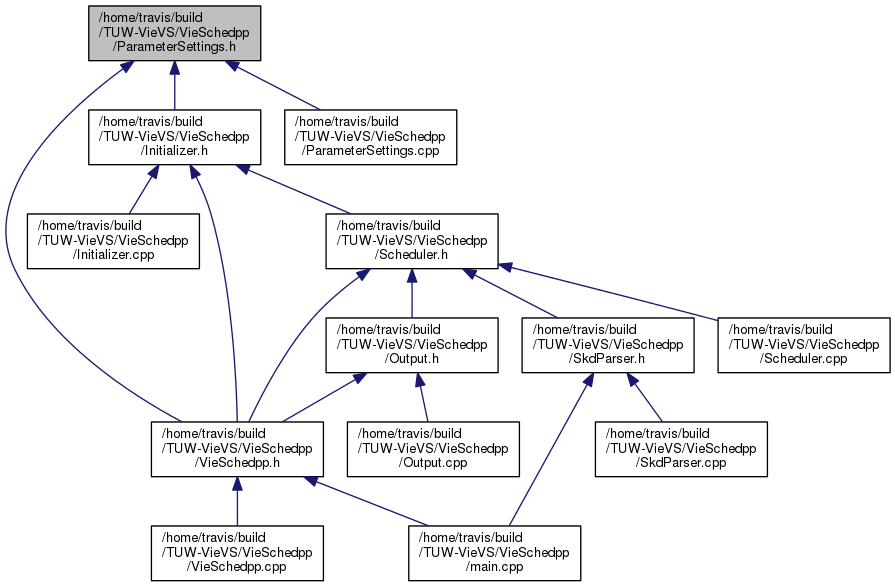 /home/travis/build
/TUW-VieVS/VieSchedpp
/ParameterSettings.h
/home/travis/build
/TUW-VieVS/VieSchedpp
/Initializer.h
/home/travis/build
/TUW-VieVS/VieSchedpp
/ParameterSettings.cpp
/home/travis/build
/TUW-VieVS/VieSchedpp
/Initializer.cpp
/home/travis/build
/TUW-VieVS/VieSchedpp
/Scheduler.h
/home/travis/build
/TUW-VieVS/VieSchedpp
/Output.h
/home/travis/build
/TUW-VieVS/VieSchedpp
/SkdParser.h
/home/travis/build
/TUW-VieVS/VieSchedpp
/Scheduler.cpp
/home/travis/build
/TUW-VieVS/VieSchedpp
/VieSchedpp.h
/home/travis/build
/TUW-VieVS/VieSchedpp
/Output.cpp
/home/travis/build
/TUW-VieVS/VieSchedpp
/SkdParser.cpp
/home/travis/build
/TUW-VieVS/VieSchedpp
/VieSchedpp.cpp
/home/travis/build
/TUW-VieVS/VieSchedpp
/main.cpp